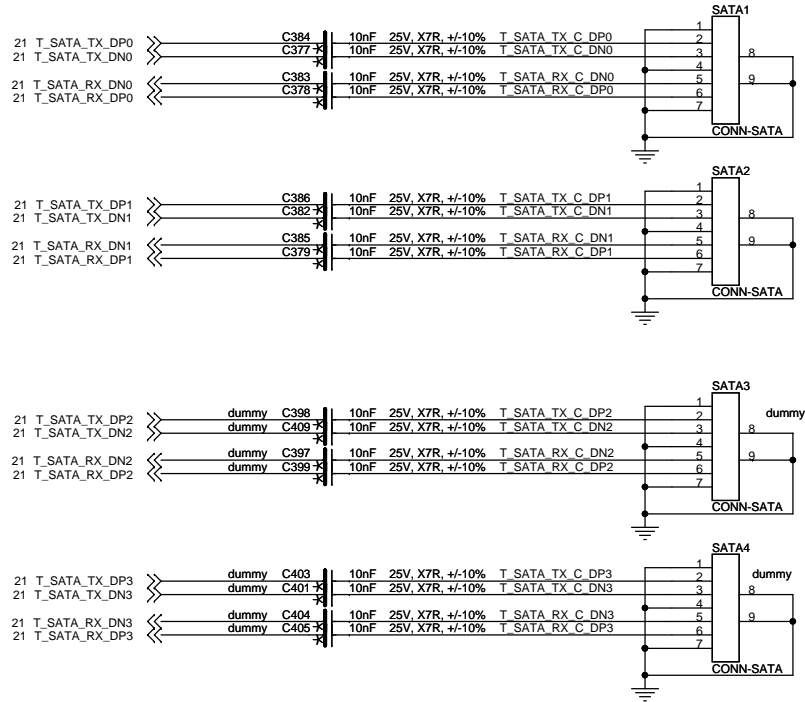 SATA1
1
21 T_SATA_TX_DP0 C384 10nF 25V, X7R, +/-10% T_SATA_TX_C_DP0 2
21 T_SATA_TX_DN0 C377 10nF 25V, X7R, +/-10% T_SATA_TX_C_DN0 3 8
4
21 T_SATA_RX_DN0 C383 10nF 25V, X7R, +/-10% T_SATA_RX_C_DN0 5 9
21 T_SATA_RX_DP0 C378 10nF 25V, X7R, +/-10% T_SATA_RX_C_DP0 6
7
CONN-SATA
SATA2
1
21 T_SATA_TX_DP1 C386 10nF 25V, X7R, +/-10% T_SATA_TX_C_DP1 2
21 T_SATA_TX_DN1 C382 10nF 25V, X7R, +/-10% T_SATA_TX_C_DN1 3 8
4
21 T_SATA_RX_DN1 C385 10nF 25V, X7R, +/-10% T_SATA_RX_C_DN1 5 9
21 T_SATA_RX_DP1 C379 10nF 25V, X7R, +/-10% T_SATA_RX_C_DP1 6
7
CONN-SATA
SATA3
1
21 T_SATA_TX_DP2 dummy C398 10nF 25V, X7R, +/-10% T_SATA_TX_C_DP2 2 dummy
21 T_SATA_TX_DN2 dummy C409 10nF 25V, X7R, +/-10% T_SATA_TX_C_DN2 3 8
4
21 T_SATA_RX_DN2 dummy C397 10nF 25V, X7R, +/-10% T_SATA_RX_C_DN2 5 9
21 T_SATA_RX_DP2 dummy C399 10nF 25V, X7R, +/-10% T_SATA_RX_C_DP2 6
7
CONN-SATA
SATA4
1
21 T_SATA_TX_DP3 dummy C403 10nF 25V, X7R, +/-10% T_SATA_TX_C_DP3 2 dummy
21 T_SATA_TX_DN3 dummy C401 10nF 25V, X7R, +/-10% T_SATA_TX_C_DN3 3 8
4
21 T_SATA_RX_DN3 dummy C404 10nF 25V, X7R, +/-10% T_SATA_RX_C_DN3 5 9
21 T_SATA_RX_DP3 dummy C405 10nF 25V, X7R, +/-10% T_SATA_RX_C_DP3 6
7
CONN-SATA